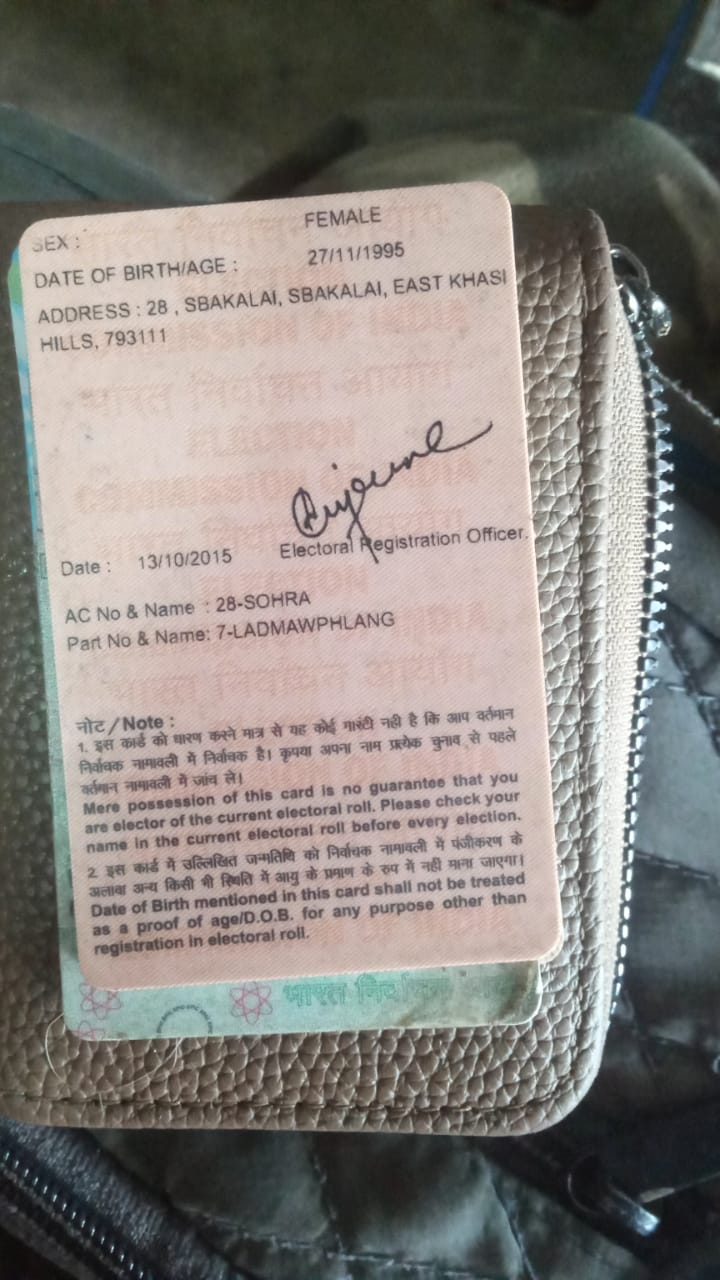 SEX : FEMALE
DATE OF BIRTH/AGE : 27/11/1995
ADDRESS : 28 , SBAKALAI, SBAKALAI, EAST KHASI
HILLS, 793111
Date : 13/10/2015 Electoral Registration Officer.
AC No & Name : 28-SOHRA
Part No & Name: 7-LADMAWPHLANG
नोट / Note :
1. इस कार्ड को धारण करने मात्र से यह कोई गारंटी नही है कि आप वर्तमान
निर्वाचक नामावली में निर्वाचक है। कृपया अपना नाम प्रत्येक चुनाव से पहले
वर्तमान नामावली में जांच ले।
Mere possession of this card is no guarantee that you
are elector of the current electoral roll. Please check your
name in the current electoral roll before every election.
2. इस कार्ड में उल्लिखित जन्मतिथि को निर्वाचक नामावली में पंजीकरण के
अलावा अन्य किसी भी स्थिति में आयु के प्रमाण के रुप में नही माना जाएगा।
Date of Birth mentioned in this card shall not be treated
as a proof of age/D.O.B. for any purpose other than
registration in electoral roll.
भारत निर्वाचन